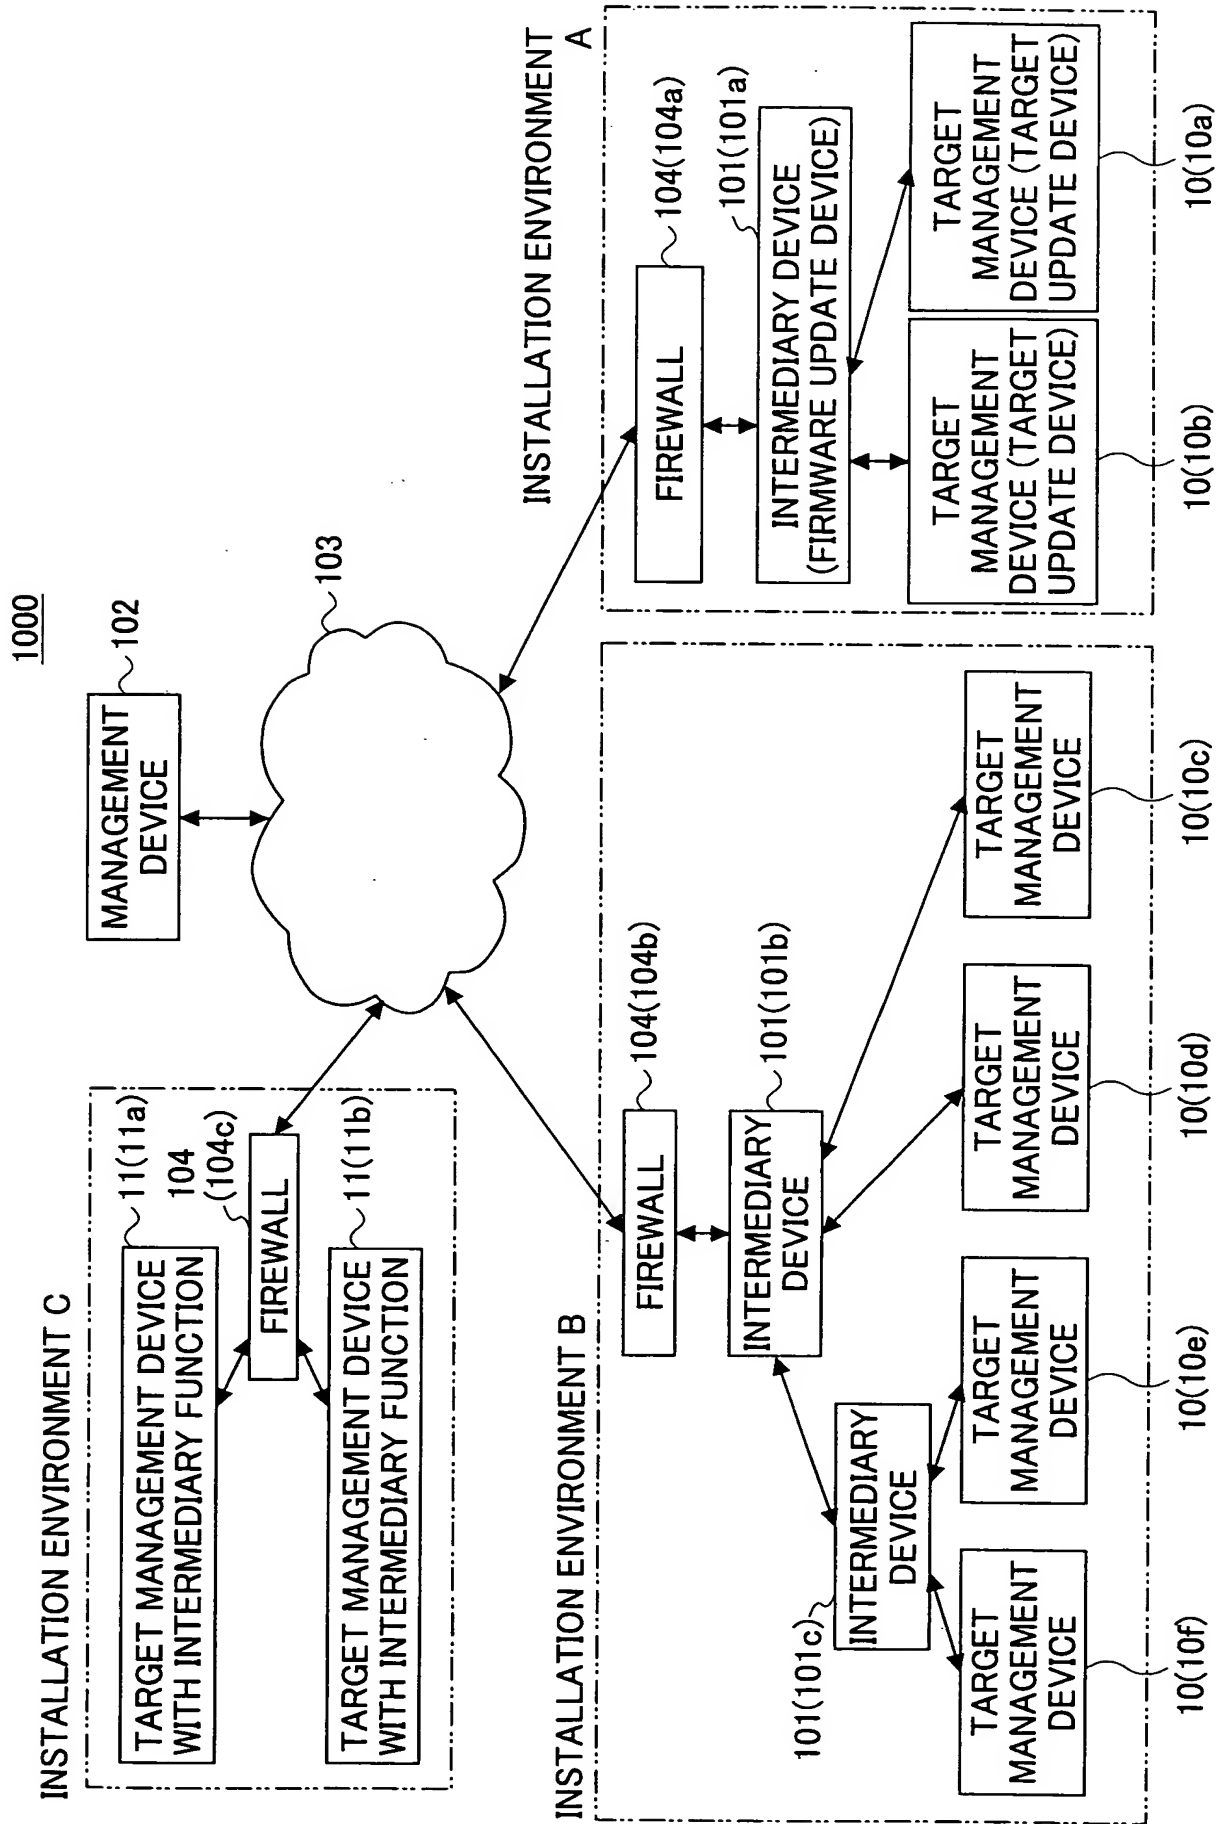 1000
MANAGEMENT
DEVICE
102
103
INSTALLATION ENVIRONMENT C
TARGET MANAGEMENT DEVICE
WITH INTERMEDIARY FUNCTION
11(11a)
104
(104c)
FIREWALL
TARGET MANAGEMENT DEVICE
WITH INTERMEDIARY FUNCTION
11(11b)
INSTALLATION ENVIRONMENT B
FIREWALL
104(104b)
INTERMEDIARY
DEVICE
101(101b)
101(101c)
INTERMEDIARY
DEVICE
TARGET
MANAGEMENT
DEVICE
10(10f)
TARGET
MANAGEMENT
DEVICE
10(10e)
TARGET
MANAGEMENT
DEVICE
10(10d)
TARGET
MANAGEMENT
DEVICE
10(10c)
INSTALLATION ENVIRONMENT
A
FIREWALL
104(104a)
INTERMEDIARY DEVICE
(FIRMWARE UPDATE DEVICE)
101(101a)
TARGET
MANAGEMENT
DEVICE (TARGET
UPDATE DEVICE)
10(10b)
TARGET
MANAGEMENT
DEVICE (TARGET
UPDATE DEVICE)
10(10a)